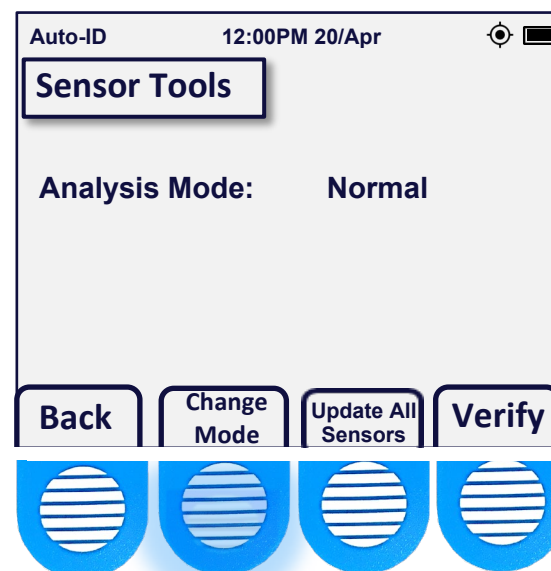 Auto-ID 12:00PM 20/Apr
Sensor Tools
Analysis Mode: Normal
Back Change Mode Update All Sensors Verify